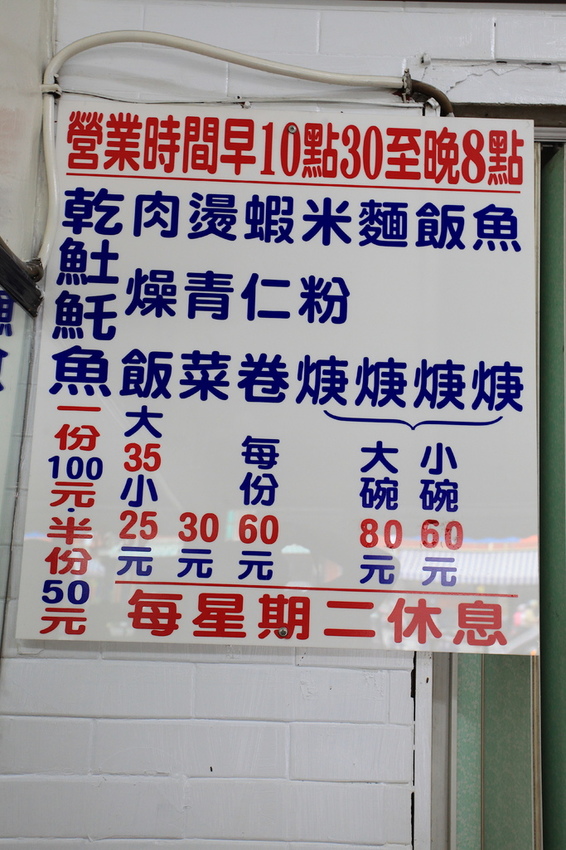 營業時間早10點30至晚8點
魚焿
飯焿
麵焿
米粉焿
小碗60元
大碗80元
蝦仁卷
每份60元
燙青菜
30元
肉燥飯
大35小25元
乾𩵚魠魚
一份100元·半份50元
每星期二休息